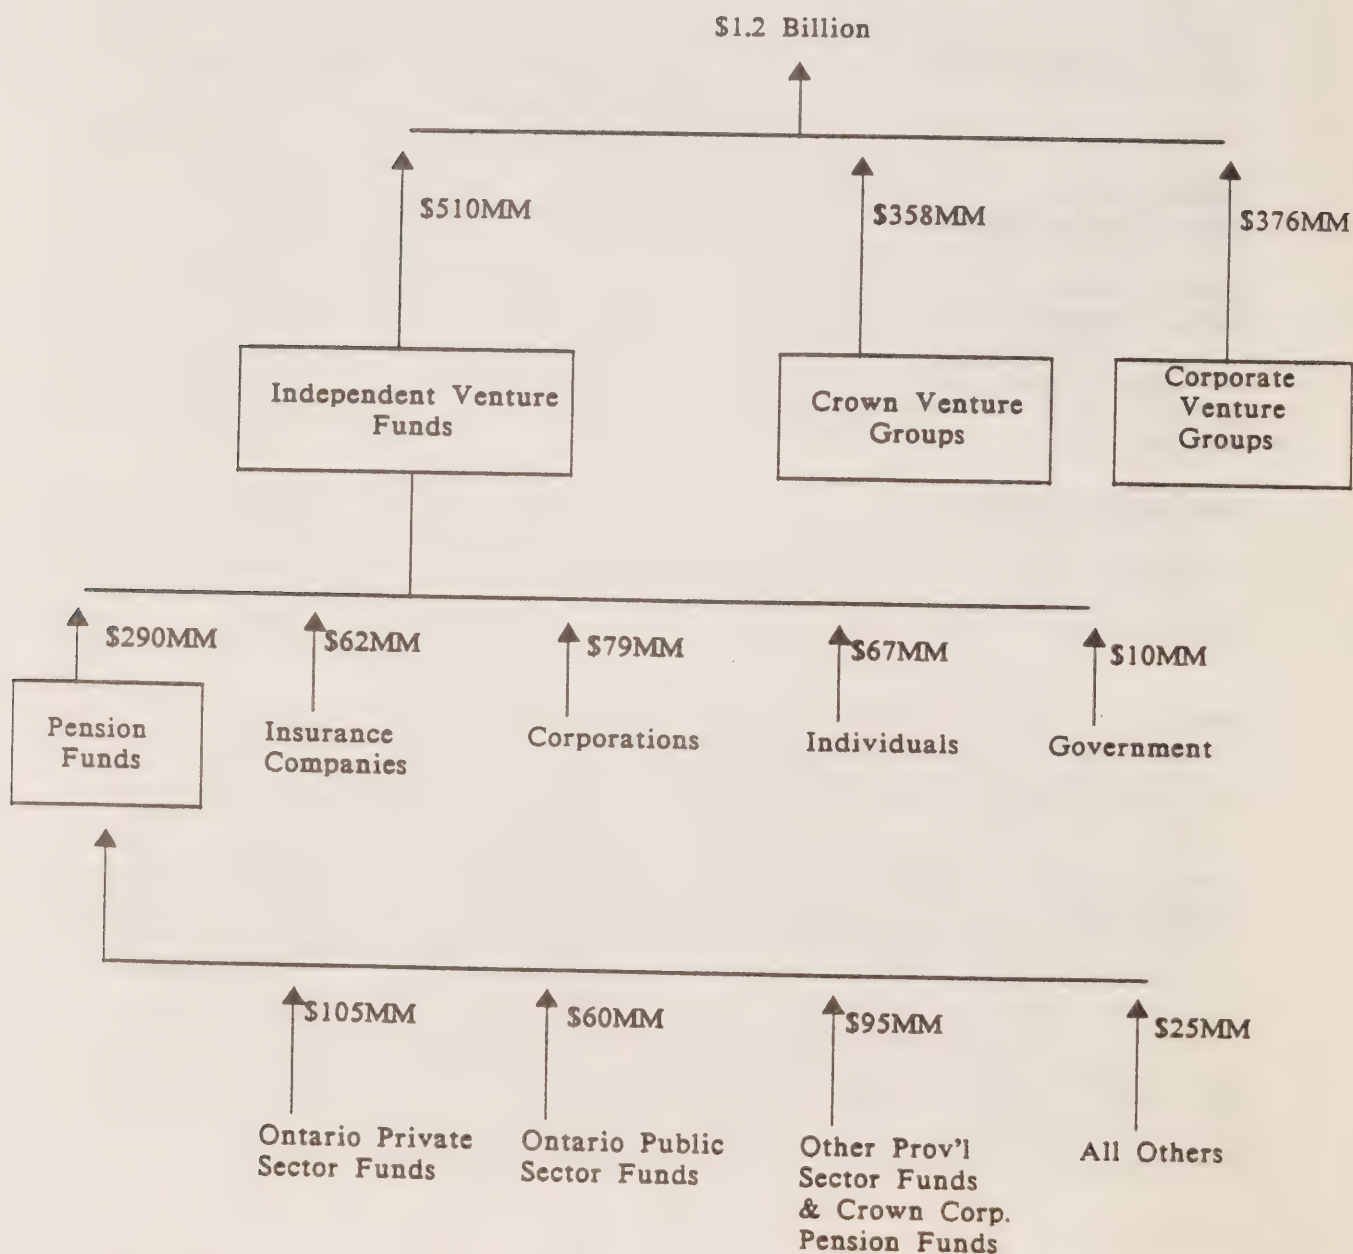 $1.2 Billion
$510MM
$358MM
$376MM
Independent Venture
Funds
Crown Venture
Groups
Corporate
Venture
Groups
$290MM
$62MM
$79MM
$67MM
$10MM
Pension
Funds
Insurance
Companies
Corporations
Individuals
Government
$105MM
$60MM
$95MM
$25MM
Ontario Private
Sector Funds
Ontario Public
Sector Funds
Other Prov'l
Sector Funds
& Crown Corp.
Pension Funds
All Others